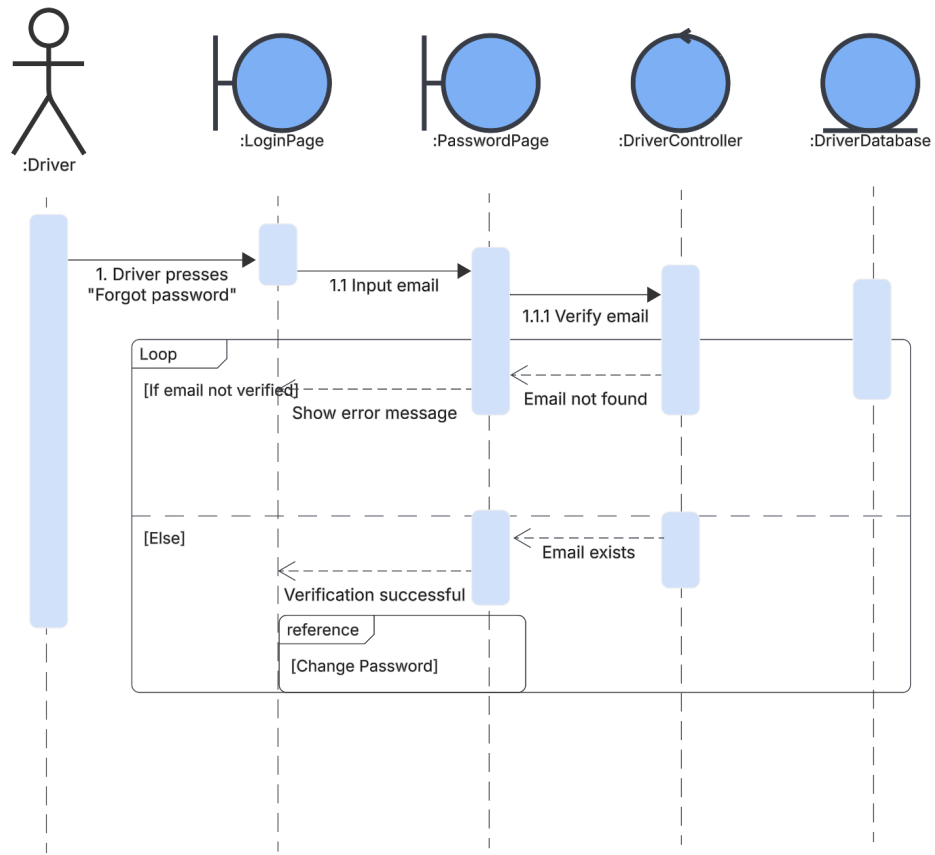 :Driver
:LoginPage
:PasswordPage
:DriverController
:DriverDatabase
1. Driver presses
"Forgot password"
1.1 Input email
1.1.1 Verify email
Loop
[If email not verified]
Show error message
Email not found
[Else]
Email exists
Verification successful
reference
[Change Password]